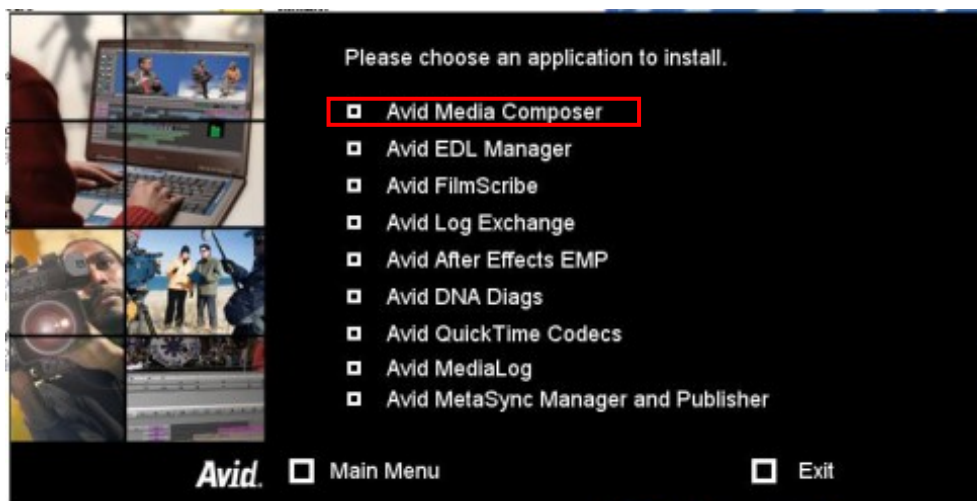 Please choose an application to install.
Avid Media Composer
Avid EDL Manager
Avid FilmScribe
Avid Log Exchange
Avid After Effects EMP
Avid DNA Diags
Avid QuickTime Codecs
Avid MediaLog
Avid MetaSync Manager and Publisher
Avid. Main Menu Exit